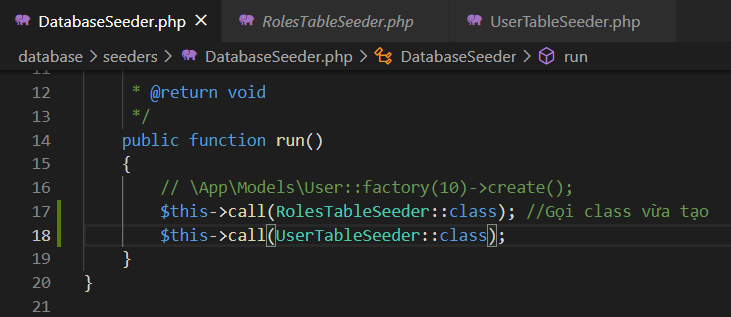 DatabaseSeeder.php RolesTableSeeder.php UserTableSeeder.php
database > seeders > DatabaseSeeder.php > DatabaseSeeder > run
11
12 * @return void
13 */
14 public function run()
15 {
16 // \App\Models\User::factory(10)->create();
17 $this->call(RolesTableSeeder::class); //Gọi class vừa tạo
18 $this->call(UserTableSeeder::class);
19 }
20 }
21